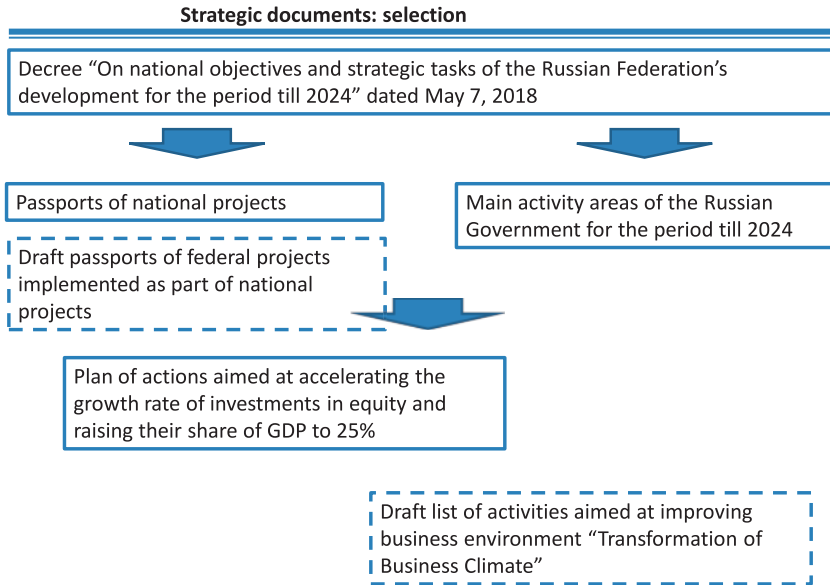 Strategic documents: selection
Decree “On national objectives and strategic tasks of the Russian Federation’s
development for the period till 2024” dated May 7, 2018
Passports of national projects
Main activity areas of the Russian
Government for the period till 2024
Draft passports of federal projects
implemented as part of national
projects
Plan of actions aimed at accelerating the
growth rate of investments in equity and
raising their share of GDP to 25%
Draft list of activities aimed at improving
business environment “Transformation of
Business Climate”